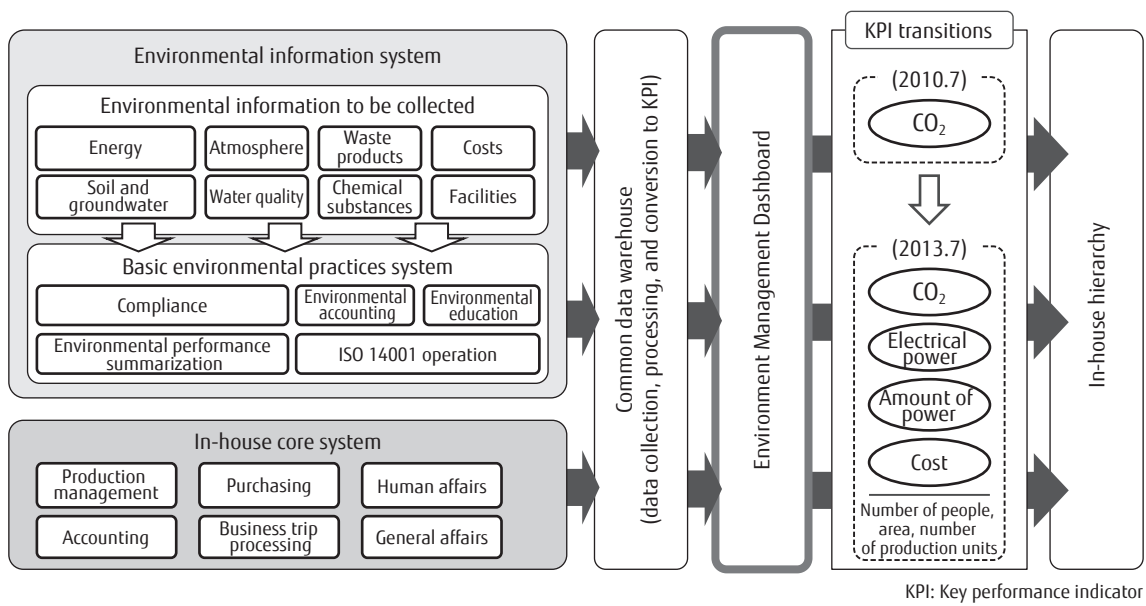 Environmental information system
Environmental information to be collected
Energy
Atmosphere
Waste
products
Costs
Soil and
groundwater
Water quality
Chemical
substances
Facilities
Basic environmental practices system
Compliance
Environmental
accounting
Environmental
education
Environmental performance
summarization
ISO 14001 operation
In-house core system
Production
management
Purchasing
Human affairs
Accounting
Business trip
processing
General affairs
Common data warehouse
(data collection, processing, and conversion to KPI)
Environment Management Dashboard
KPI transitions
(2010.7)
CO₂
(2013.7)
CO₂
Electrical
power
Amount of
power
Cost
Number of people,
area, number
of production units
In-house hierarchy
KPI: Key performance indicator